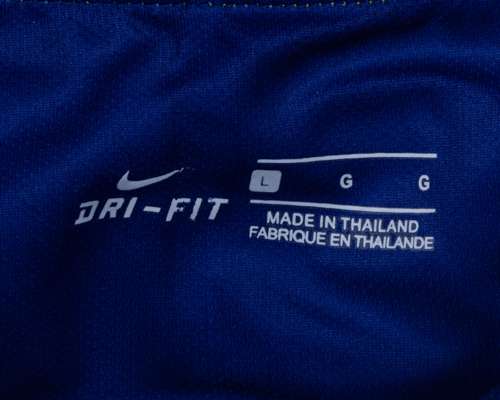 DRI-FIT
L G G
MADE IN THAILAND
FABRIQUE EN THAILANDE